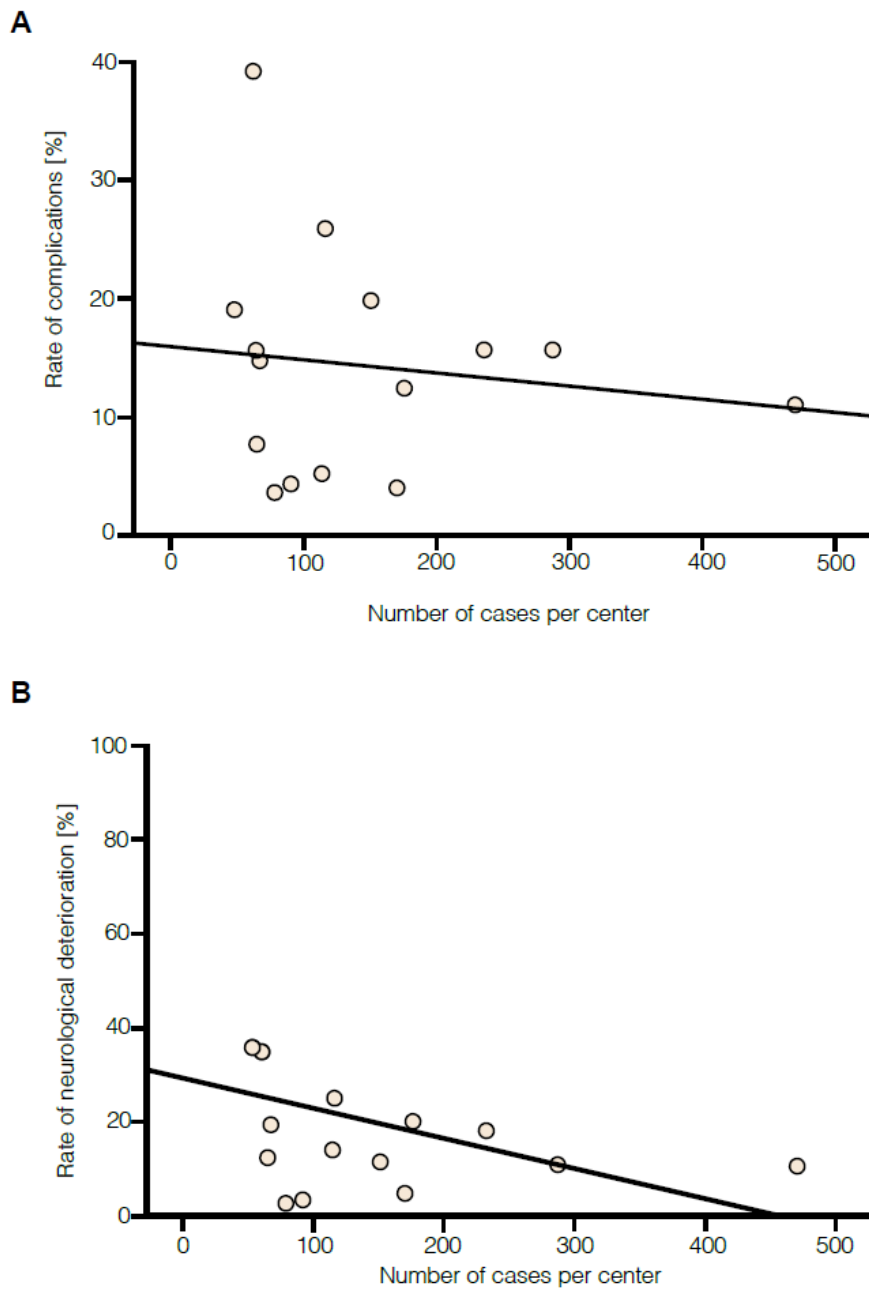 A
40
30
20
10
0
Rate of complications [%]
0 100 200 300 400 500
Number of cases per center
B
100
80
60
40
20
0
Rate of neurological deterioration [%]
0 100 200 300 400 500
Number of cases per center